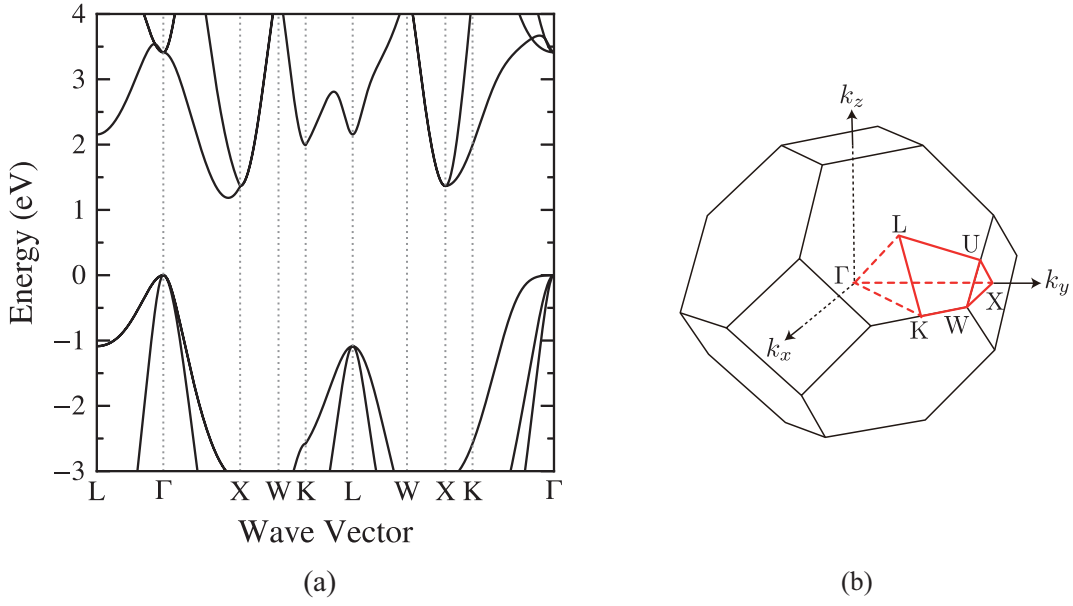 4
3
2
1
0
−1
−2
−3
Energy (eV)
L Γ X W K L W X K Γ
Wave Vector
(a)
k_z
L
U
Γ
k_y
X
K
W
k_x
(b)